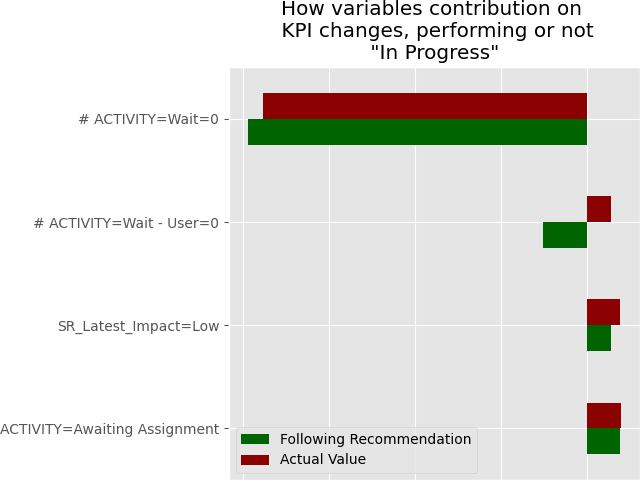 How variables contribution on
KPI changes, performing or not
"In Progress"
# ACTIVITY=Wait=0
# ACTIVITY=Wait - User=0
SR_Latest_Impact=Low
ACTIVITY=Awaiting Assignment
Following Recommendation
Actual Value